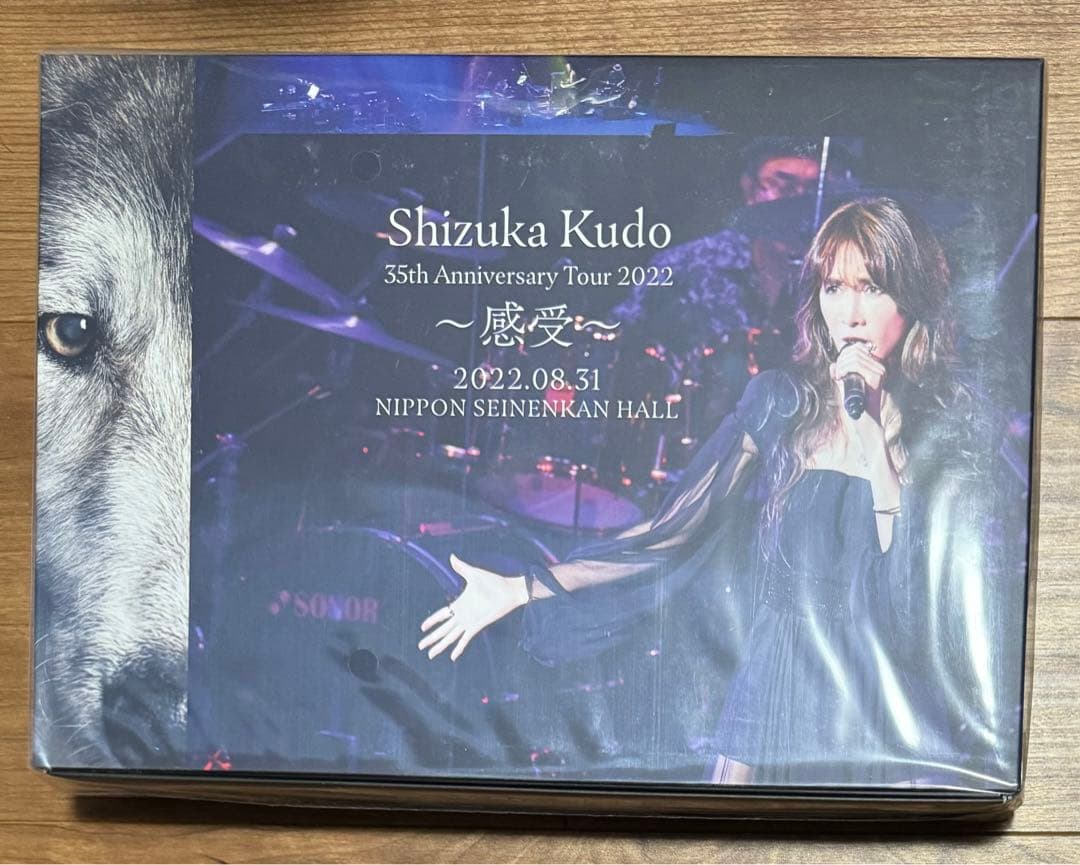 Shizuka Kudo
35th Anniversary Tour 2022
～感受～
2022.08.31
NIPPON SEINENKAN HALL
SONOR